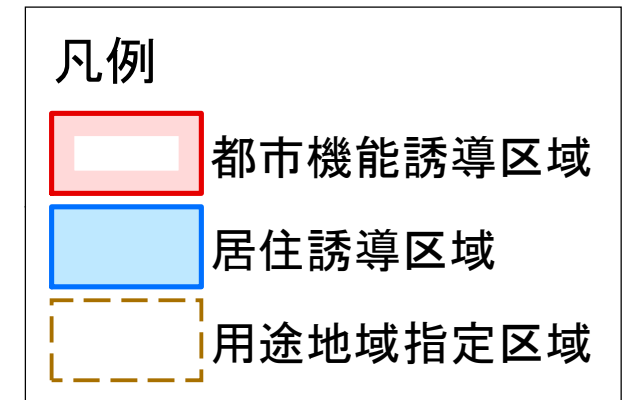 凡例
都市機能誘導区域
居住誘導区域
用途地域指定区域